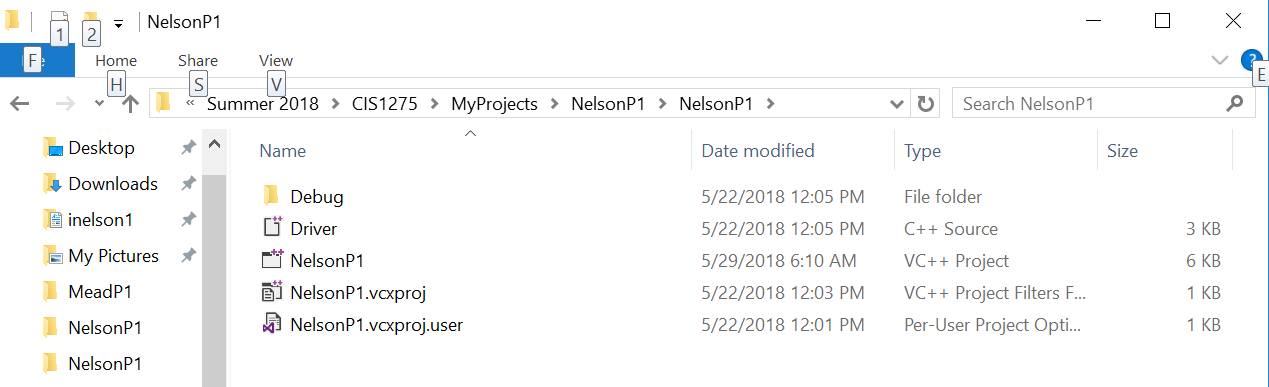 NelsonP1
1 2
F Home Share View
H S V E
« Summer 2018 > CIS1275 > MyProjects > NelsonP1 > NelsonP1 > Search NelsonP1
Name Date modified Type Size
Desktop
Downloads
inelson1
My Pictures
MeadP1
NelsonP1
NelsonP1
Debug 5/22/2018 12:05 PM File folder
Driver 5/22/2018 12:05 PM C++ Source 3 KB
NelsonP1 5/29/2018 6:10 AM VC++ Project 6 KB
NelsonP1.vcxproj 5/22/2018 12:03 PM VC++ Project Filters F... 1 KB
NelsonP1.vcxproj.user 5/22/2018 12:01 PM Per-User Project Opti... 1 KB